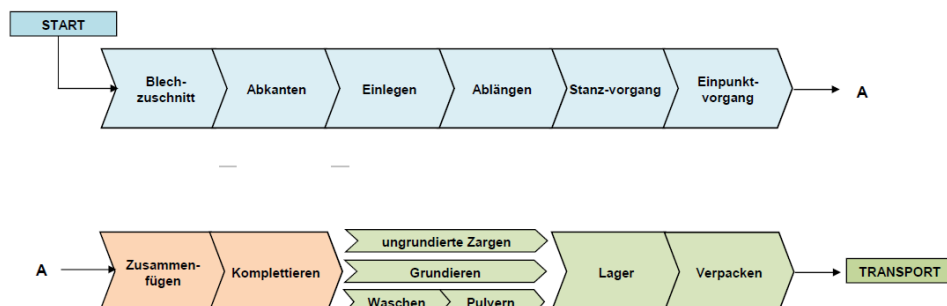 START
Blech-
zuschnitt
Abkanten
Einlegen
Ablängen
Stanz-vorgang
Einpunkt-
vorgang
A
A
Zusammen-
fügen
Komplettieren
ungrundierte Zargen
Grundieren
Waschen
Pulvern
Lager
Verpacken
TRANSPORT